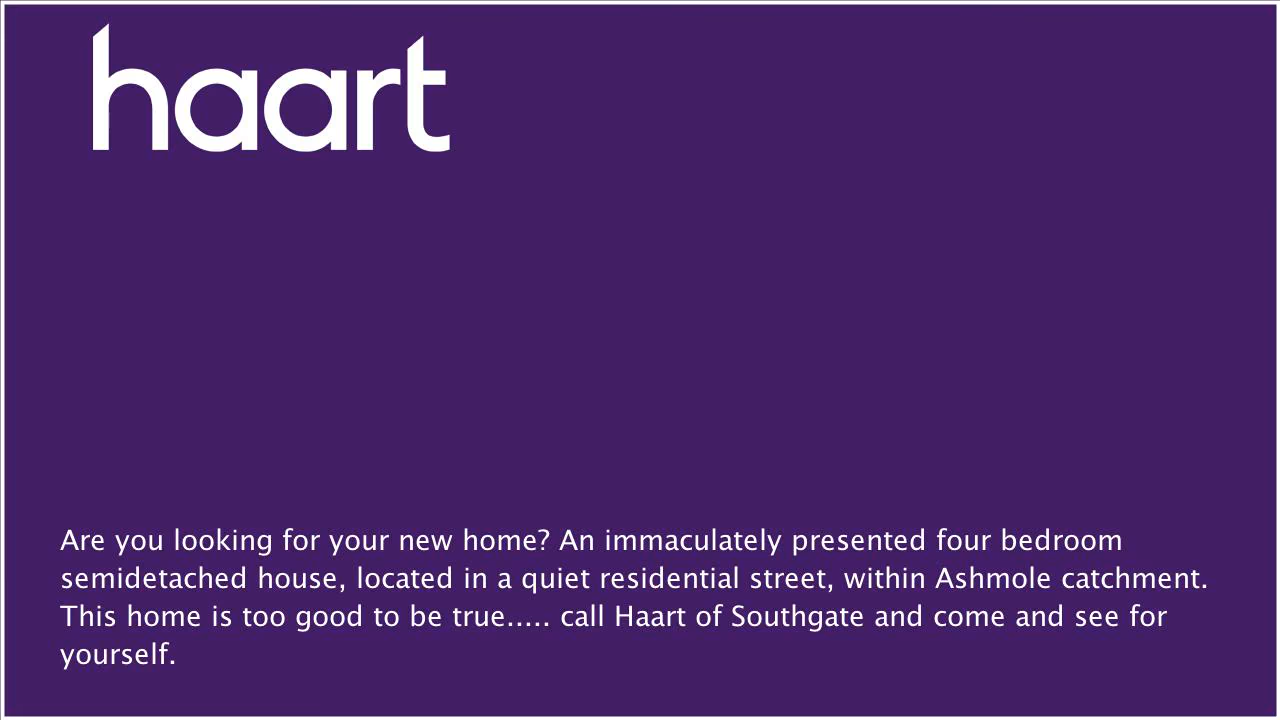 haart
Are you looking for your new home? An immaculately presented four bedroom
semidetached house, located in a quiet residential street, within Ashmole catchment.
This home is too good to be true..... call Haart of Southgate and come and see for
yourself.